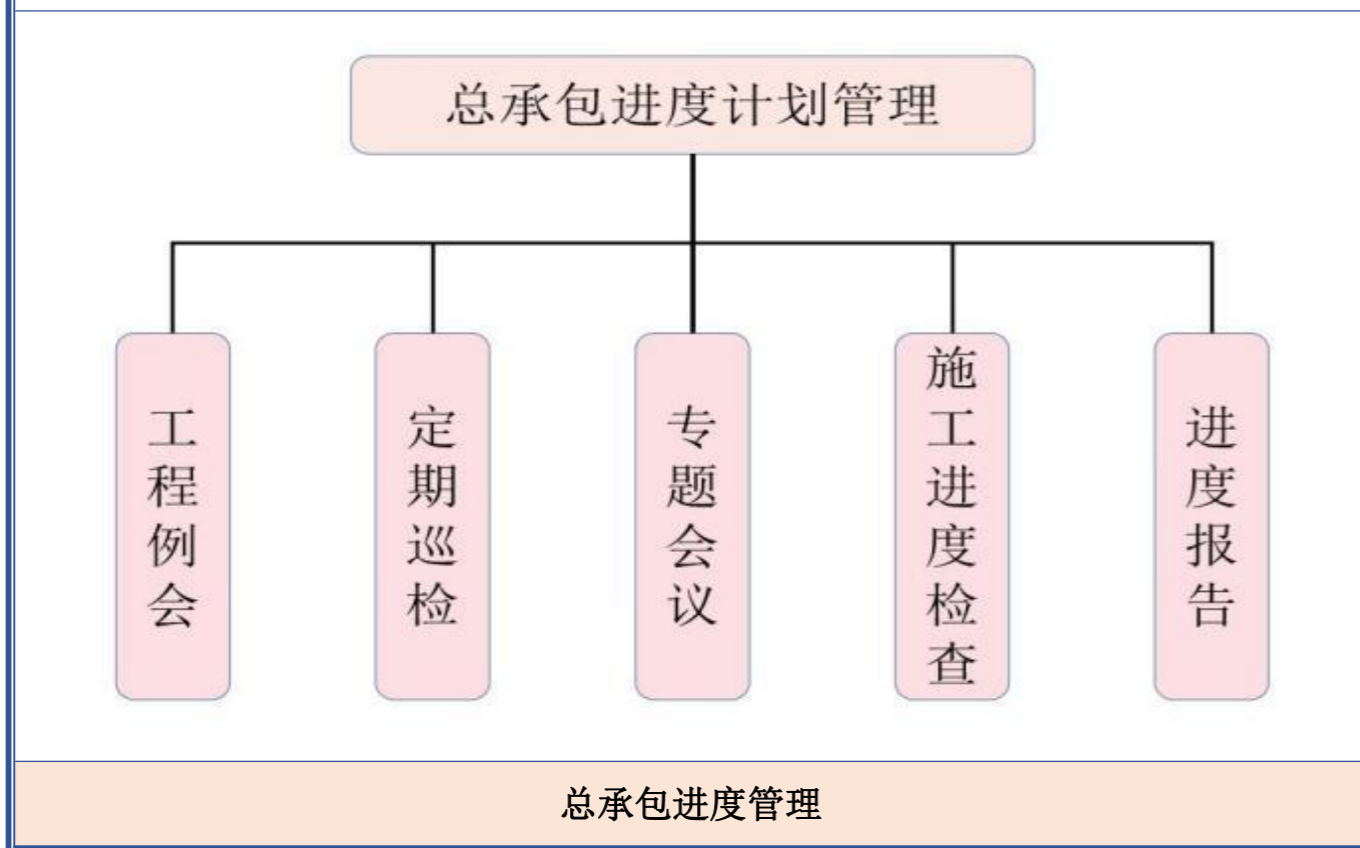 总承包进度计划管理
工程例会
定期巡检
专题会议
施工进度检查
进度报告
总承包进度管理